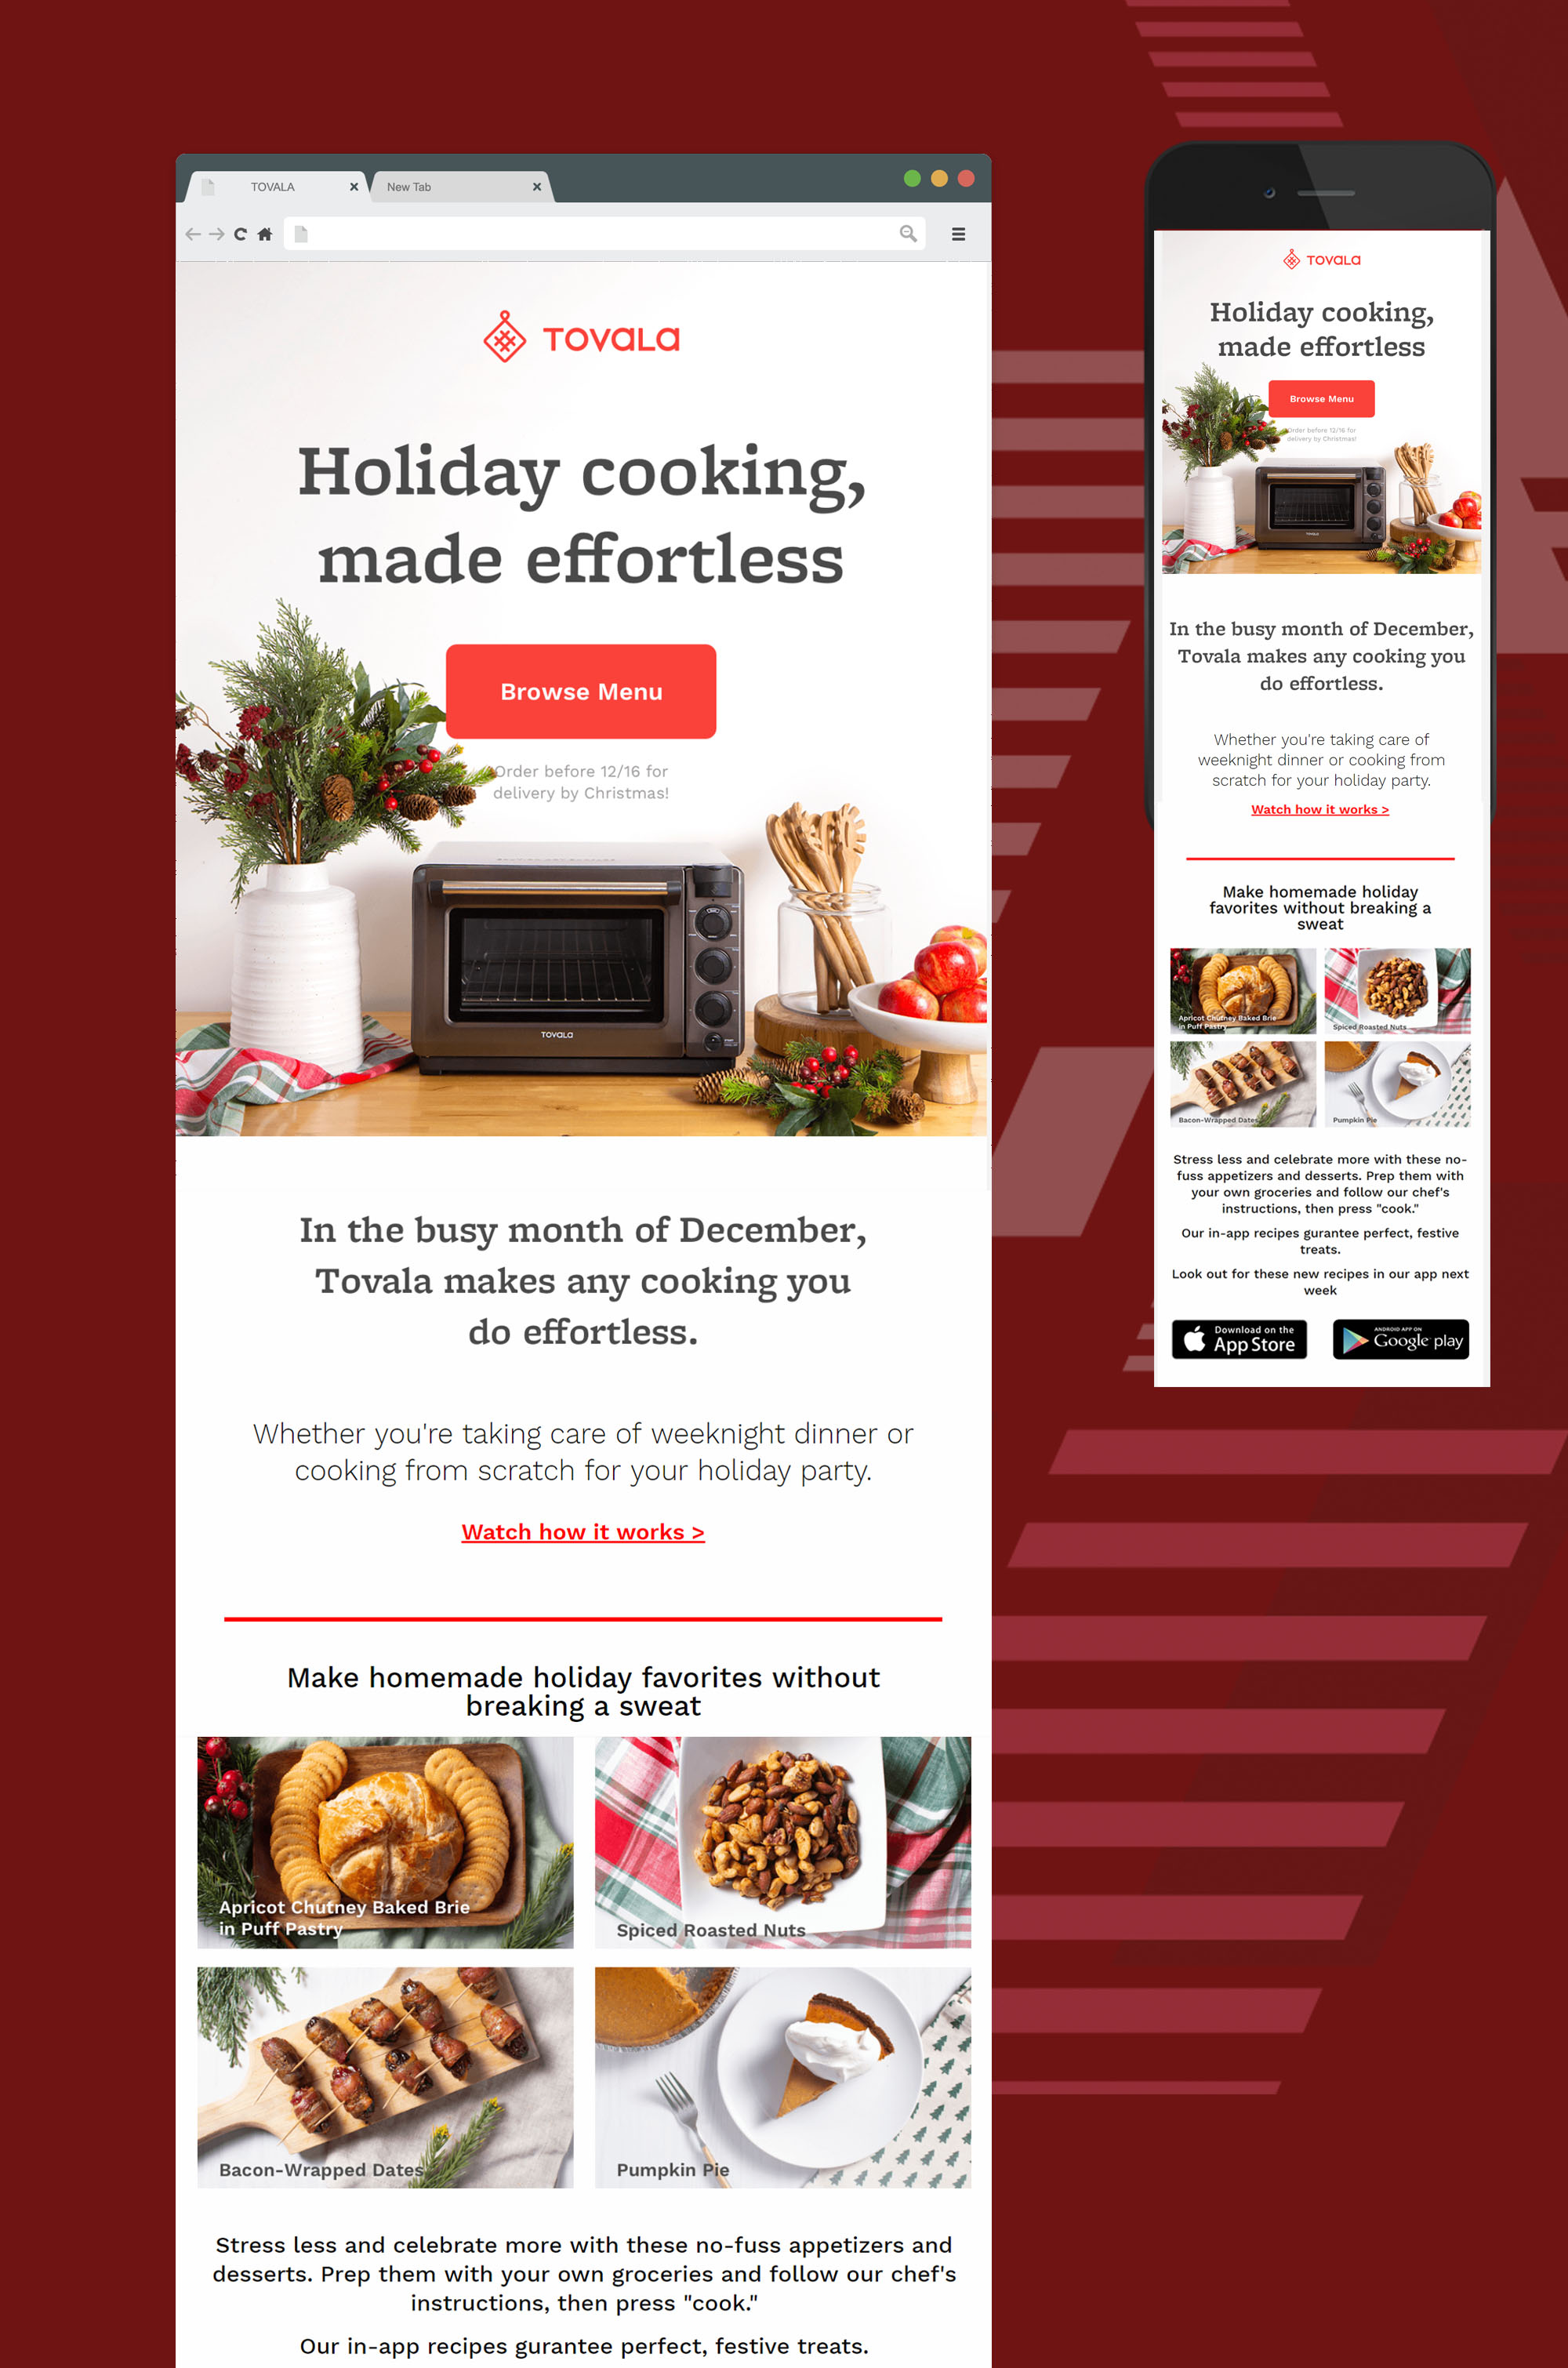 TOVALA
New Tab
TOVALA
Holiday cooking,
made effortless
Browse Menu
Order before 12/16 for
delivery by Christmas!
TOVALA
In the busy month of December,
Tovala makes any cooking you
do effortless.
Whether you're taking care of weeknight dinner or
cooking from scratch for your holiday party.
Watch how it works >
Make homemade holiday favorites without
breaking a sweat
Apricot Chutney Baked Brie
in Puff Pastry
Spiced Roasted Nuts
Bacon-Wrapped Dates
Pumpkin Pie
Stress less and celebrate more with these no-fuss appetizers and
desserts. Prep them with your own groceries and follow our chef's
instructions, then press "cook."
Our in-app recipes gurantee perfect, festive treats.
TOVALA
Holiday cooking,
made effortless
Browse Menu
Order before 12/16 for
delivery by Christmas!
TOVALA
In the busy month of December,
Tovala makes any cooking you
do effortless.
Whether you're taking care of
weeknight dinner or cooking from
scratch for your holiday party.
Watch how it works >
Make homemade holiday
favorites without breaking a
sweat
Apricot Chutney Baked Brie
in Puff Pastry
Spiced Roasted Nuts
Bacon-Wrapped Dates
Pumpkin Pie
Stress less and celebrate more with these no-
fuss appetizers and desserts. Prep them with
your own groceries and follow our chef's
instructions, then press "cook."
Our in-app recipes gurantee perfect, festive
treats.
Look out for these new recipes in our app next
week
Download on the
App Store
ANDROID APP ON
Google play